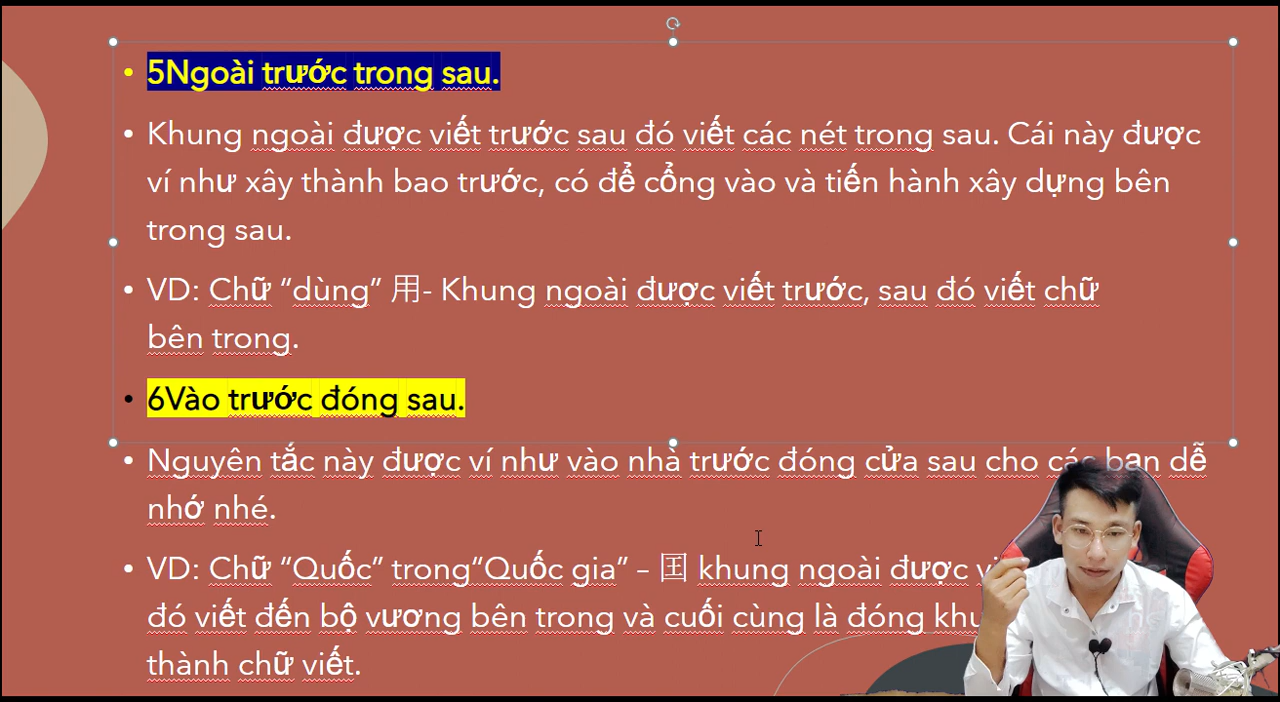 5Ngoài trước trong sau.
Khung ngoài được viết trước sau đó viết các nét trong sau. Cái này được
ví như xây thành bao trước, có để cổng vào và tiến hành xây dựng bên
trong sau.
VD: Chữ “dùng” 用- Khung ngoài được viết trước, sau đó viết chữ
bên trong.
6Vào trước đóng sau.
Nguyên tắc này được ví như vào nhà trước đóng cửa sau cho các bạn dễ
nhớ nhé.
VD: Chữ “Quốc” trong“Quốc gia” – 囯 khung ngoài được
đó viết đến bộ vương bên trong và cuối cùng là đóng
thành chữ viết.